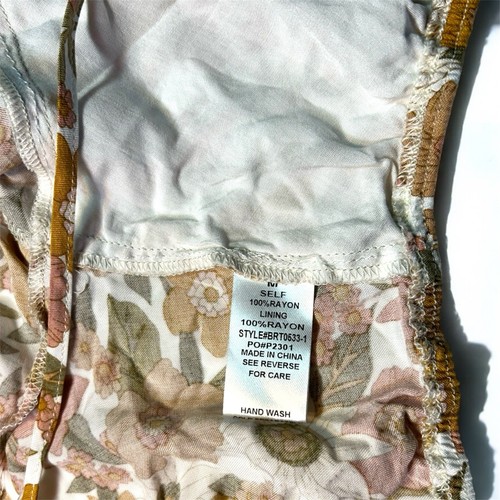 M
SELF
100%RAYON
LINING
100%RAYON
STYLE#BRT0633-1
PO#P2301
MADE IN CHINA
SEE REVERSE
FOR CARE
HAND WASH